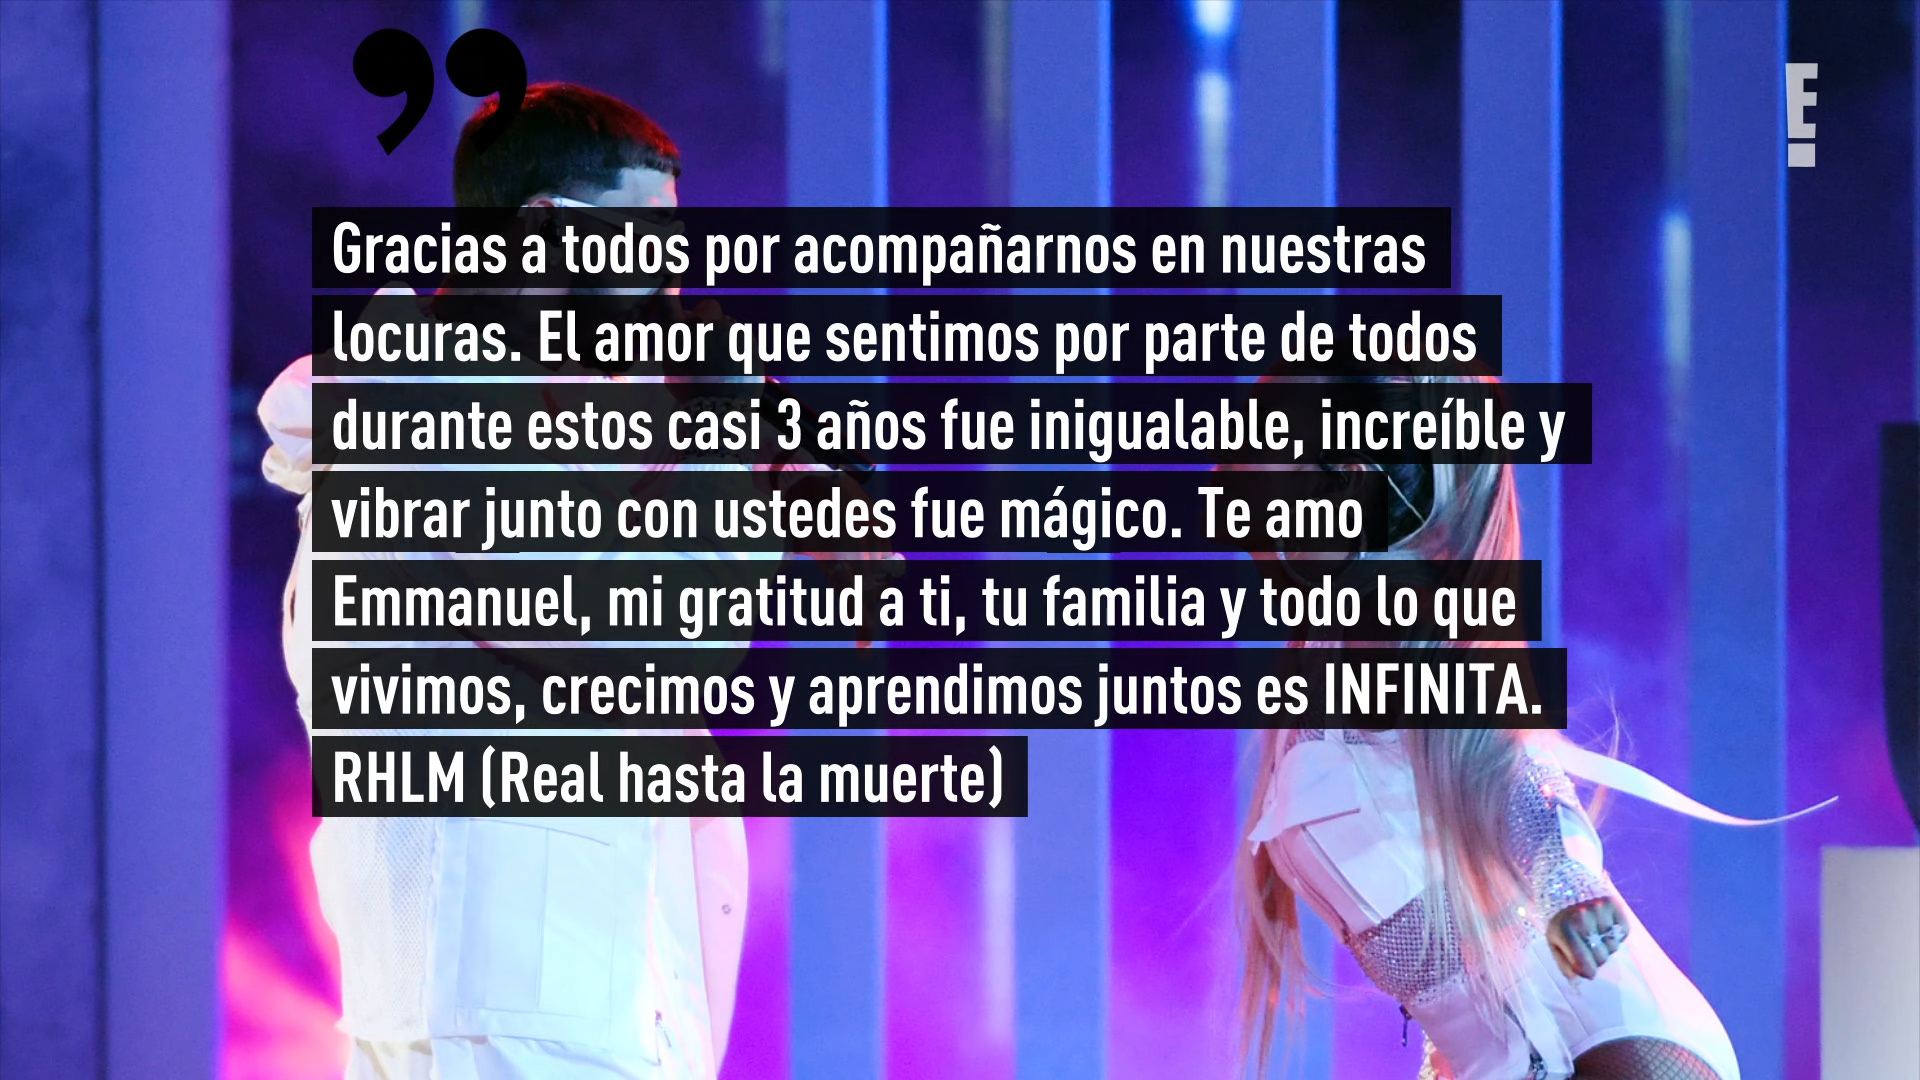 ”
E!
Gracias a todos por acompañarnos en nuestras
locuras. El amor que sentimos por parte de todos
durante estos casi 3 años fue inigualable, increíble y
vibrar junto con ustedes fue mágico. Te amo
Emmanuel, mi gratitud a ti, tu familia y todo lo que
vivimos, crecimos y aprendimos juntos es INFINITA.
RHLM (Real hasta la muerte)